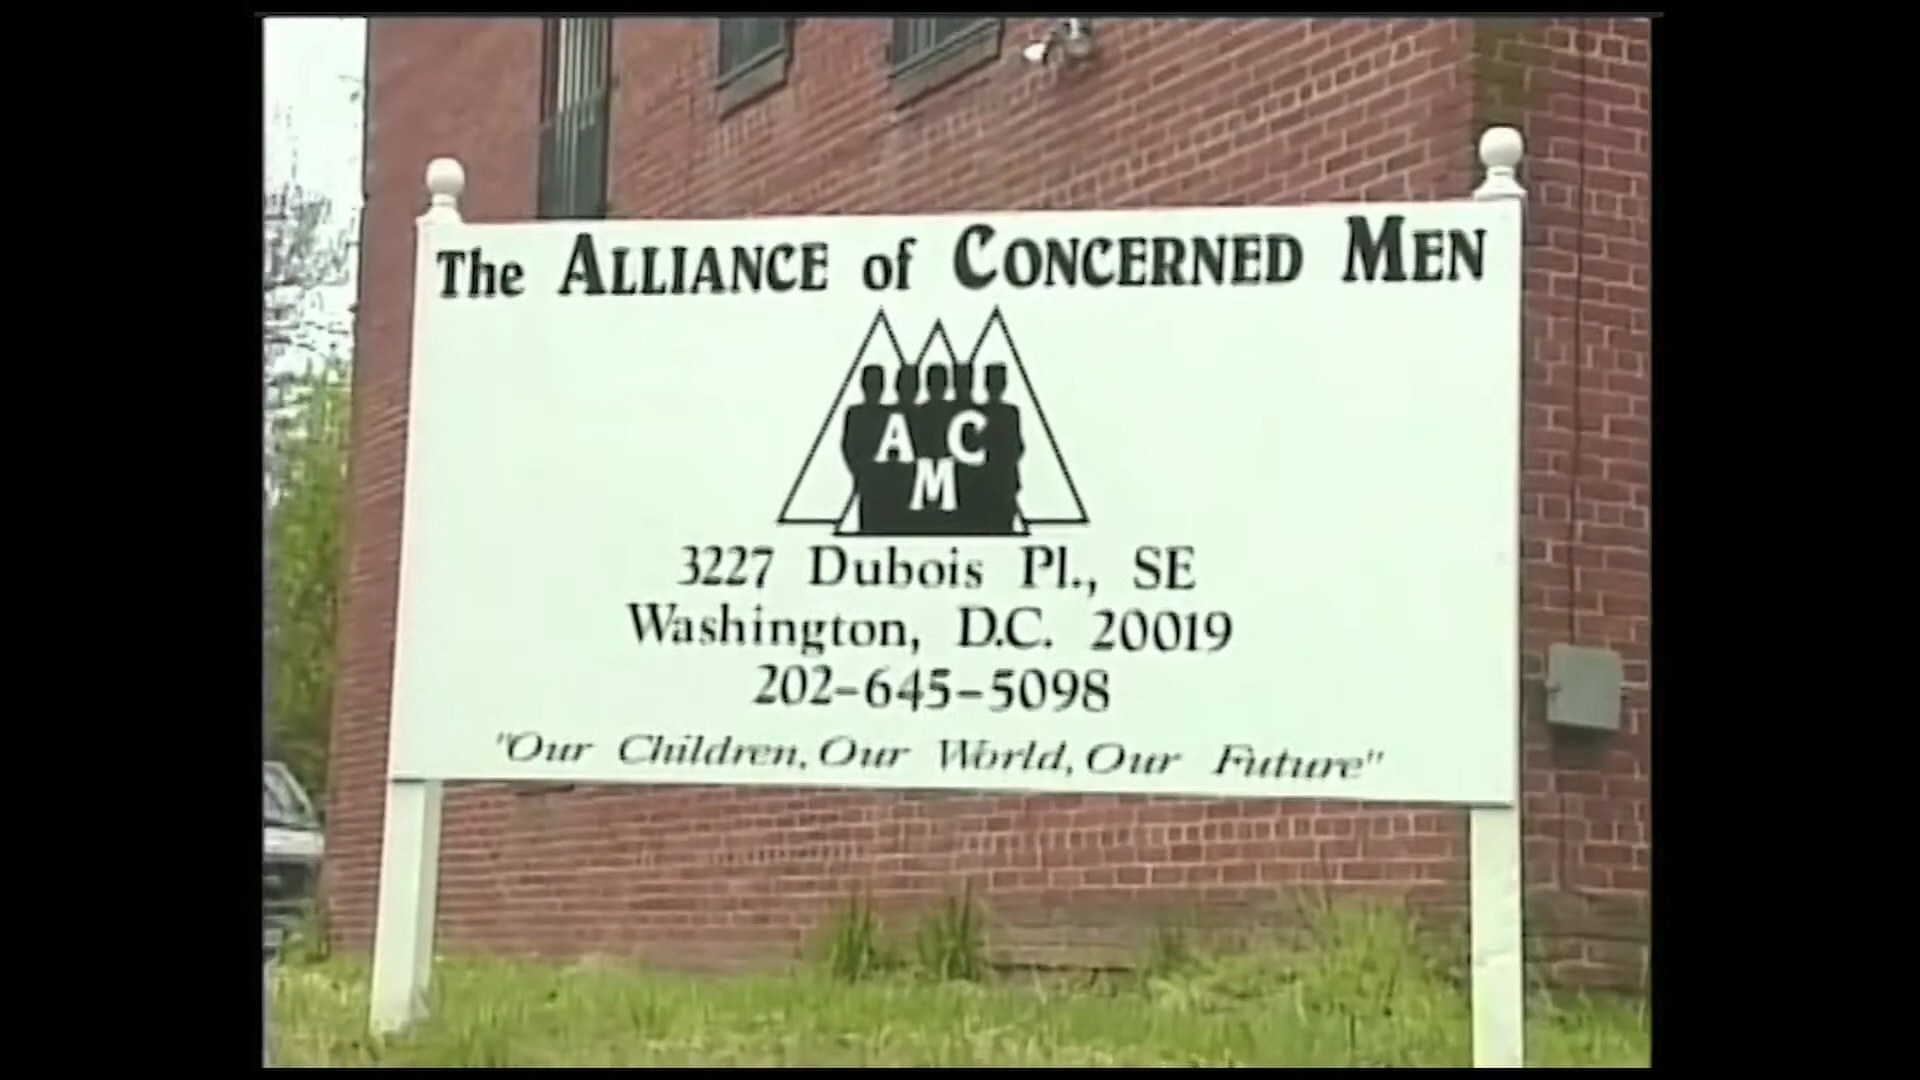 The ALLIANCE of CONCERNED MEN
A C
M
3227 Dubois Pl., SE
Washington, D.C. 20019
202-645-5098
"Our Children, Our World, Our Future"